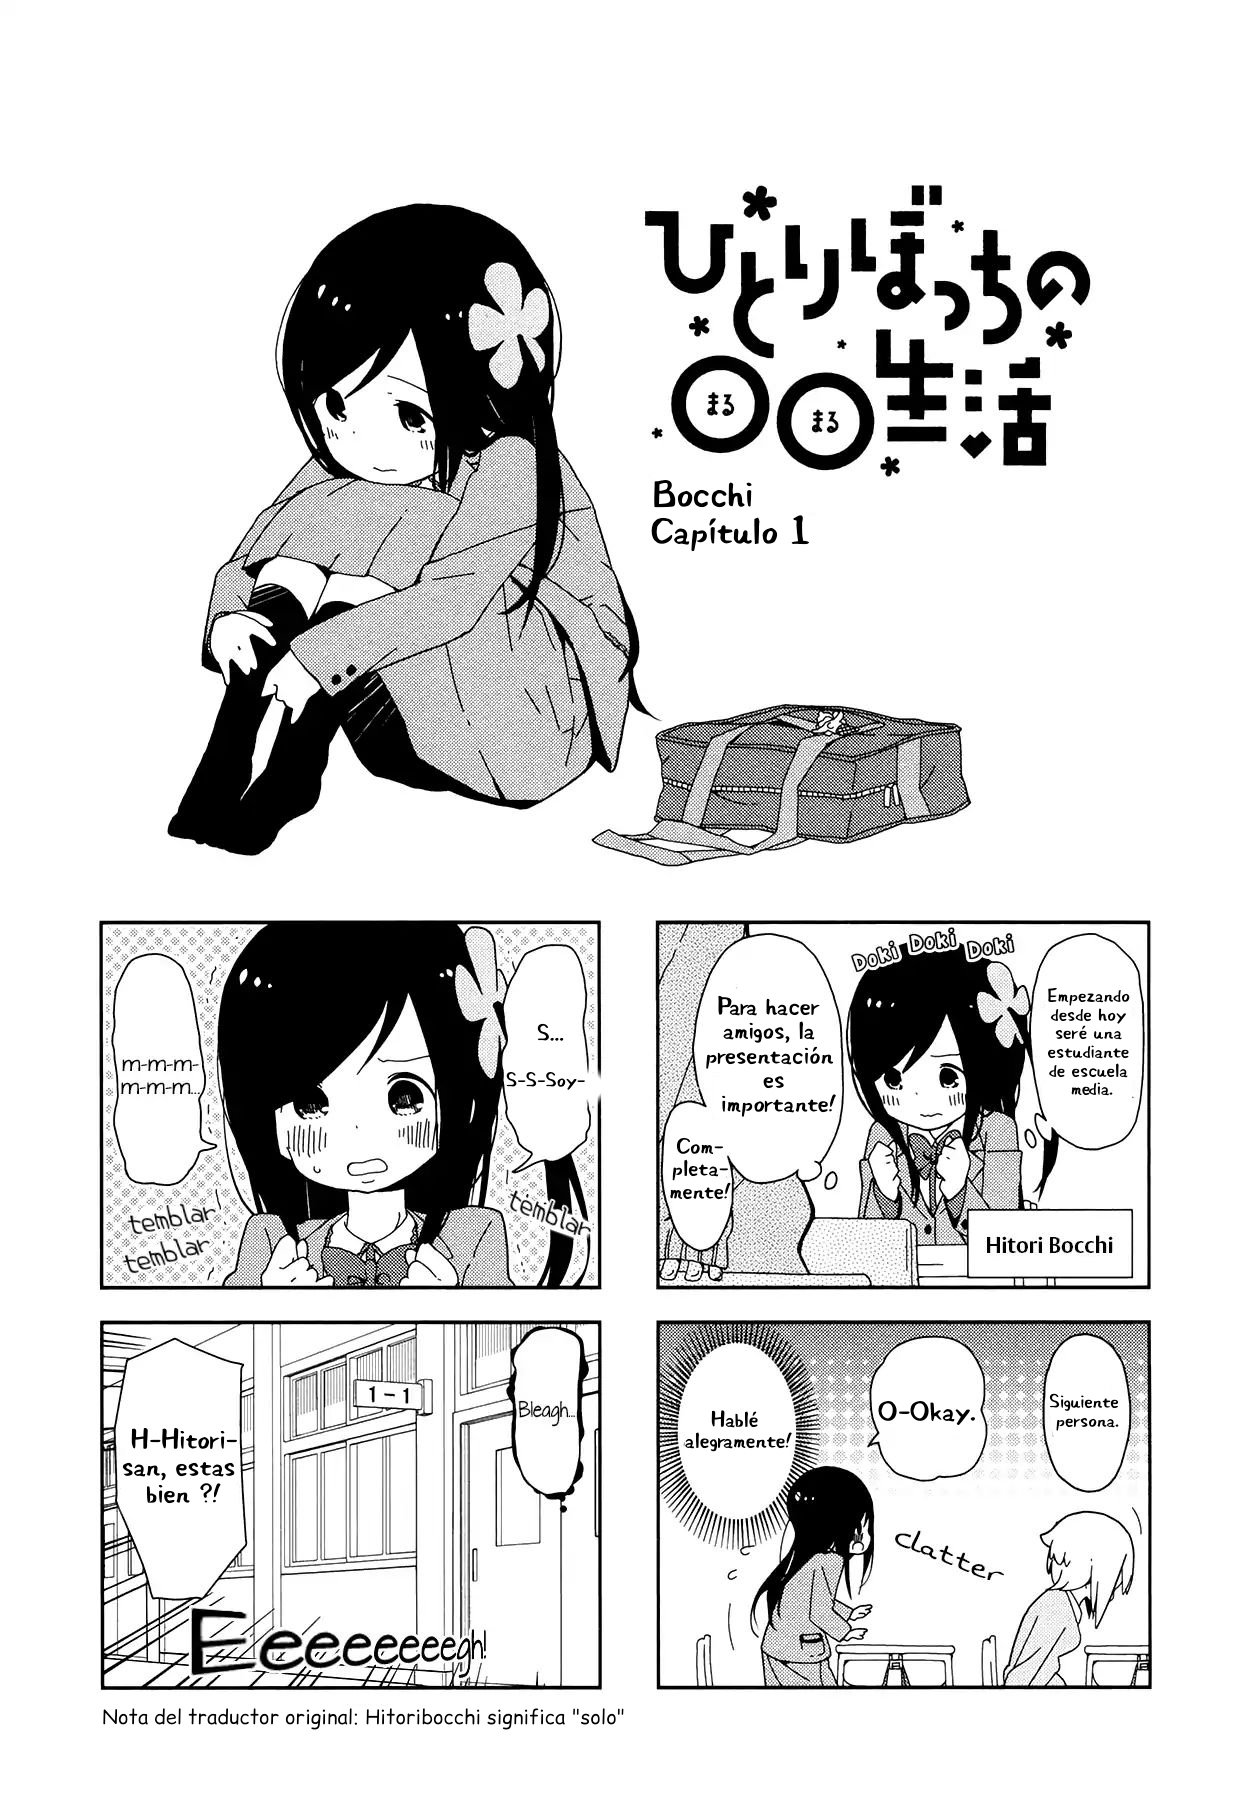 ひとりぼっちの
○○生活
まる
まる
Bocchi
Capítulo 1
Doki Doki Doki
Empezando
desde hoy
seré una
estudiante
de escuela
media.
Para hacer
amigos, la
presentación
es
importante!
Com-
pleta-
mente!
Hitori Bocchi
Siguiente
persona.
O-Okay.
Hablé
alegramente!
clatter
S...
S-S-Soy-
m-m-m-
m-m-m...
temblar
temblar
temblar
Bleagh...
1-1
H-Hitori-
san, estas
bien ?!
Eeeeeeeeegh!
Nota del traductor original: Hitoribocchi significa "solo"